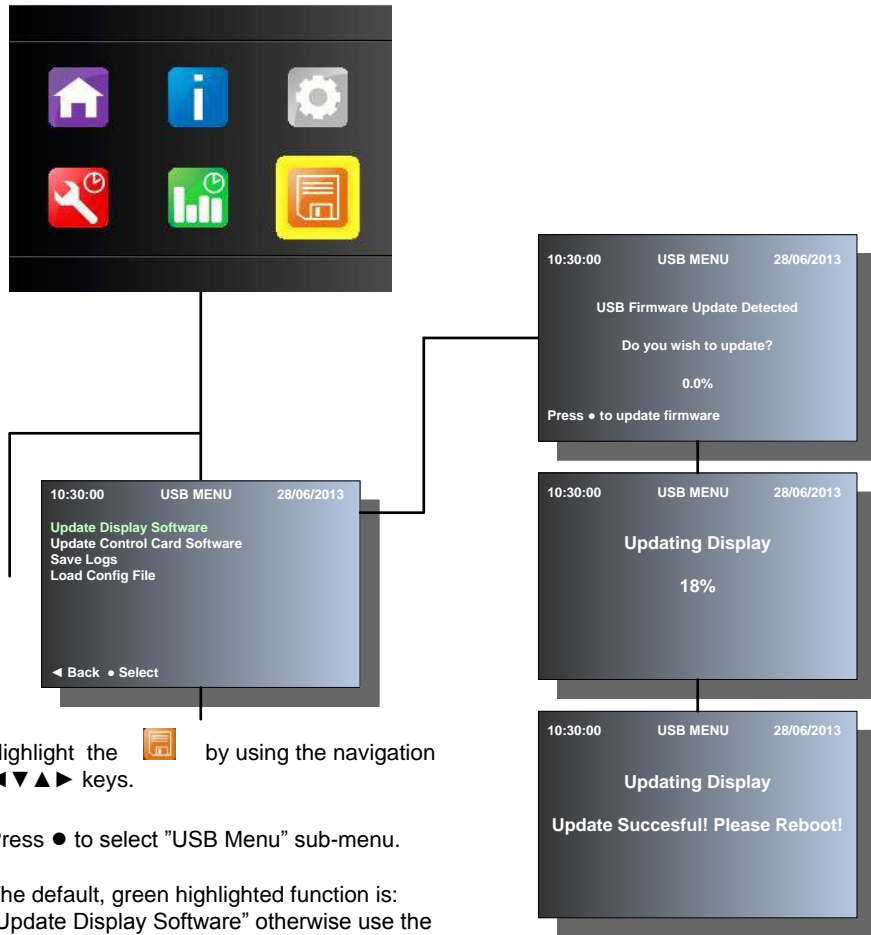 10:30:00 USB MENU 28/06/2013
Update Display Software
Update Control Card Software
Save Logs
Load Config File
◄ Back ● Select
10:30:00 USB MENU 28/06/2013
USB Firmware Update Detected
Do you wish to update?
0.0%
Press ● to update firmware
10:30:00 USB MENU 28/06/2013
Updating Display
18%
10:30:00 USB MENU 28/06/2013
Updating Display
Update Succesful! Please Reboot!
the by using the navigation
◄▼▲► keys.
● to select ”USB Menu” sub-menu.
default, green highlighted function is:
Update Display Software” otherwise use the